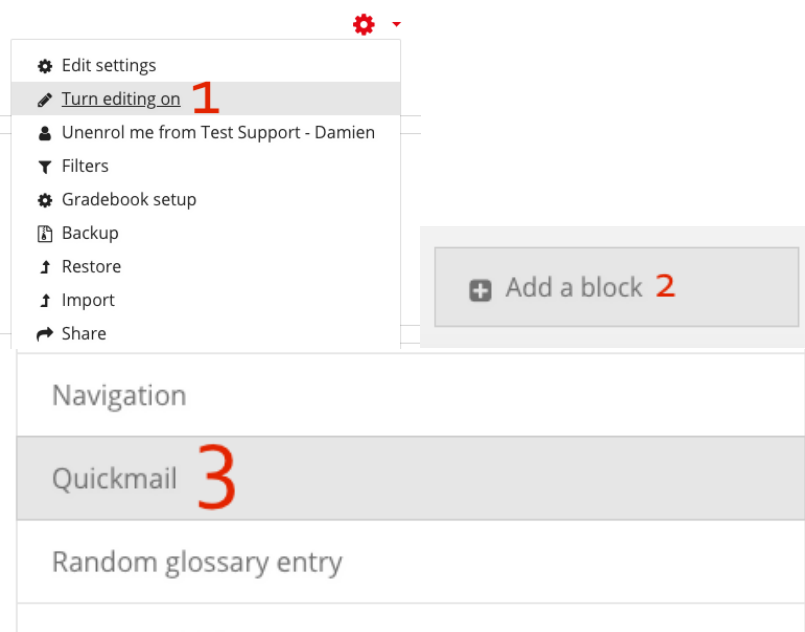 Edit settings
Turn editing on 1
Unenrol me from Test Support - Damien
Filters
Gradebook setup
Backup
Restore
Import
Share
Add a block 2
Navigation
Quickmail 3
Random glossary entry